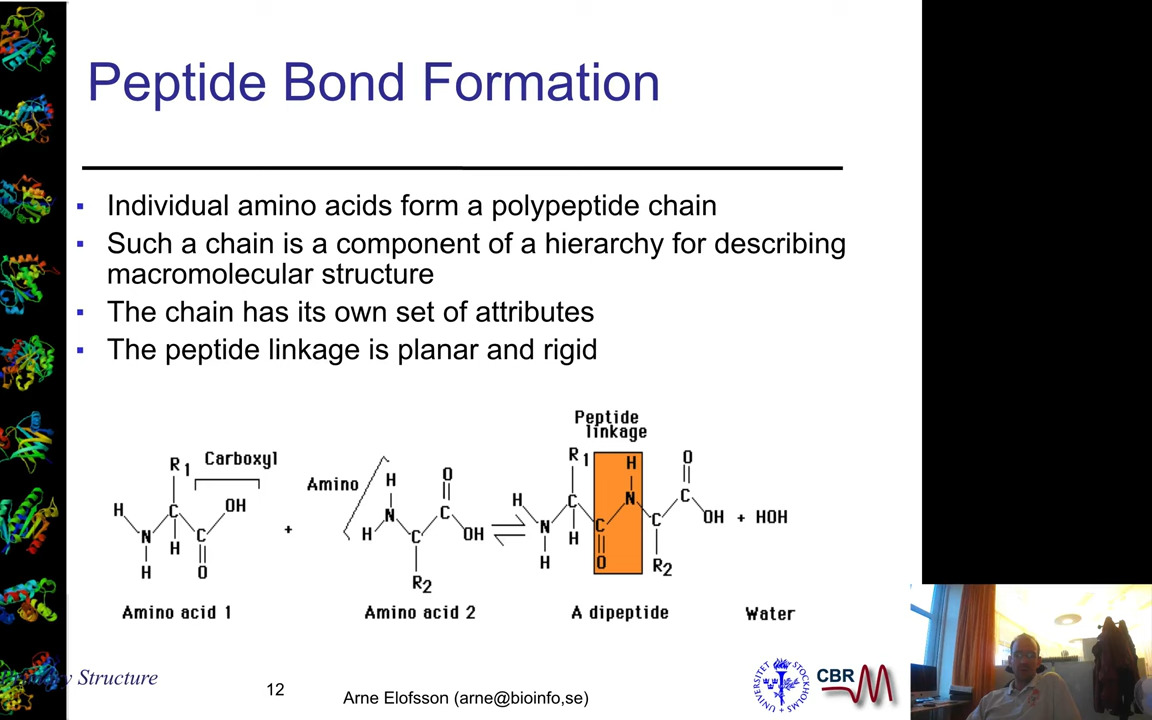 Peptide Bond Formation
Individual amino acids form a polypeptide chain
Such a chain is a component of a hierarchy for describing
macromolecular structure
The chain has its own set of attributes
The peptide linkage is planar and rigid
Peptide
linkage
R1 Carboxyl
H
N
H
C
H
OH
C
O
+
Amino
H
N
H
C
R2
O
C
OH
H
N
H
R1
C
H
C
O
H
N
C
R2
O
C
OH + HOH
Amino acid 1
Amino acid 2
A dipeptide
Water
Structure
12
Arne Elofsson (arne@bioinfo,se)
UNIVERSITET STOCKHOLMS
CBR